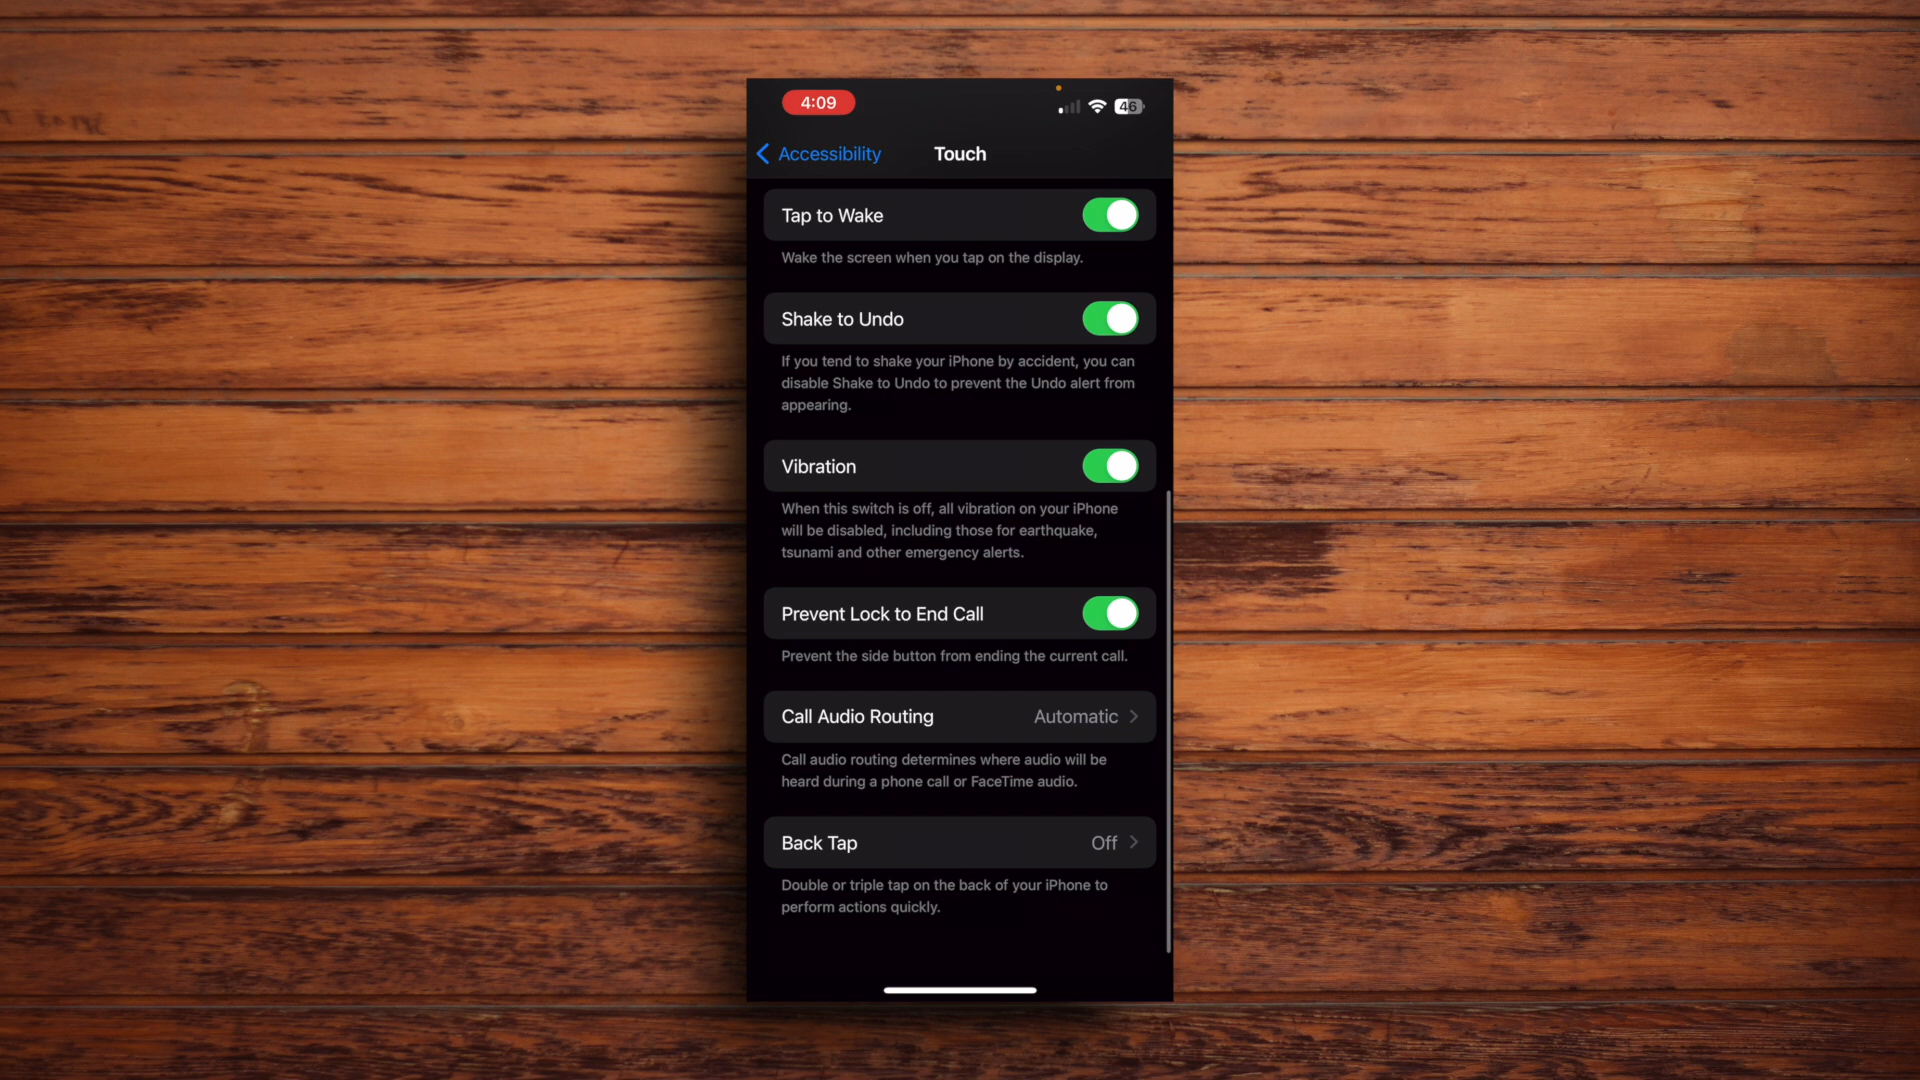 4:09
46
Accessibility
Touch
Tap to Wake
Wake the screen when you tap on the display.
Shake to Undo
If you tend to shake your iPhone by accident, you can
disable Shake to Undo to prevent the Undo alert from
appearing.
Vibration
When this switch is off, all vibration on your iPhone
will be disabled, including those for earthquake,
tsunami and other emergency alerts.
Prevent Lock to End Call
Prevent the side button from ending the current call.
Call Audio Routing Automatic
Call audio routing determines where audio will be
heard during a phone call or FaceTime audio.
Back Tap Off
Double or triple tap on the back of your iPhone to
perform actions quickly.